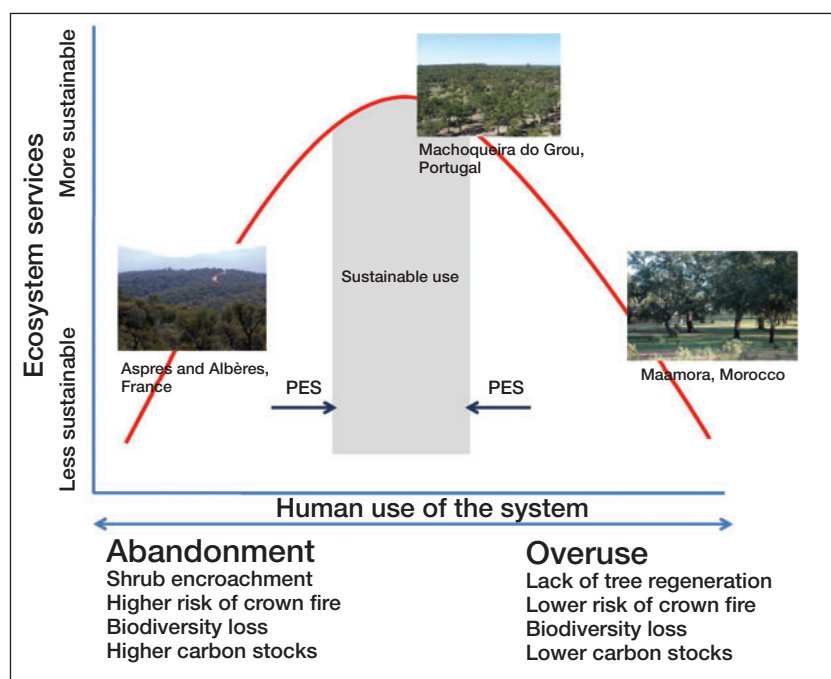 Ecosystem services
More sustainable
Less sustainable
Machoqueira do Grou,
Portugal
Sustainable use
Aspres and Albères,
France
Maamora, Morocco
PES
PES
Human use of the system
Abandonment
Shrub encroachment
Higher risk of crown fire
Biodiversity loss
Higher carbon stocks
Overuse
Lack of tree regeneration
Lower risk of crown fire
Biodiversity loss
Lower carbon stocks